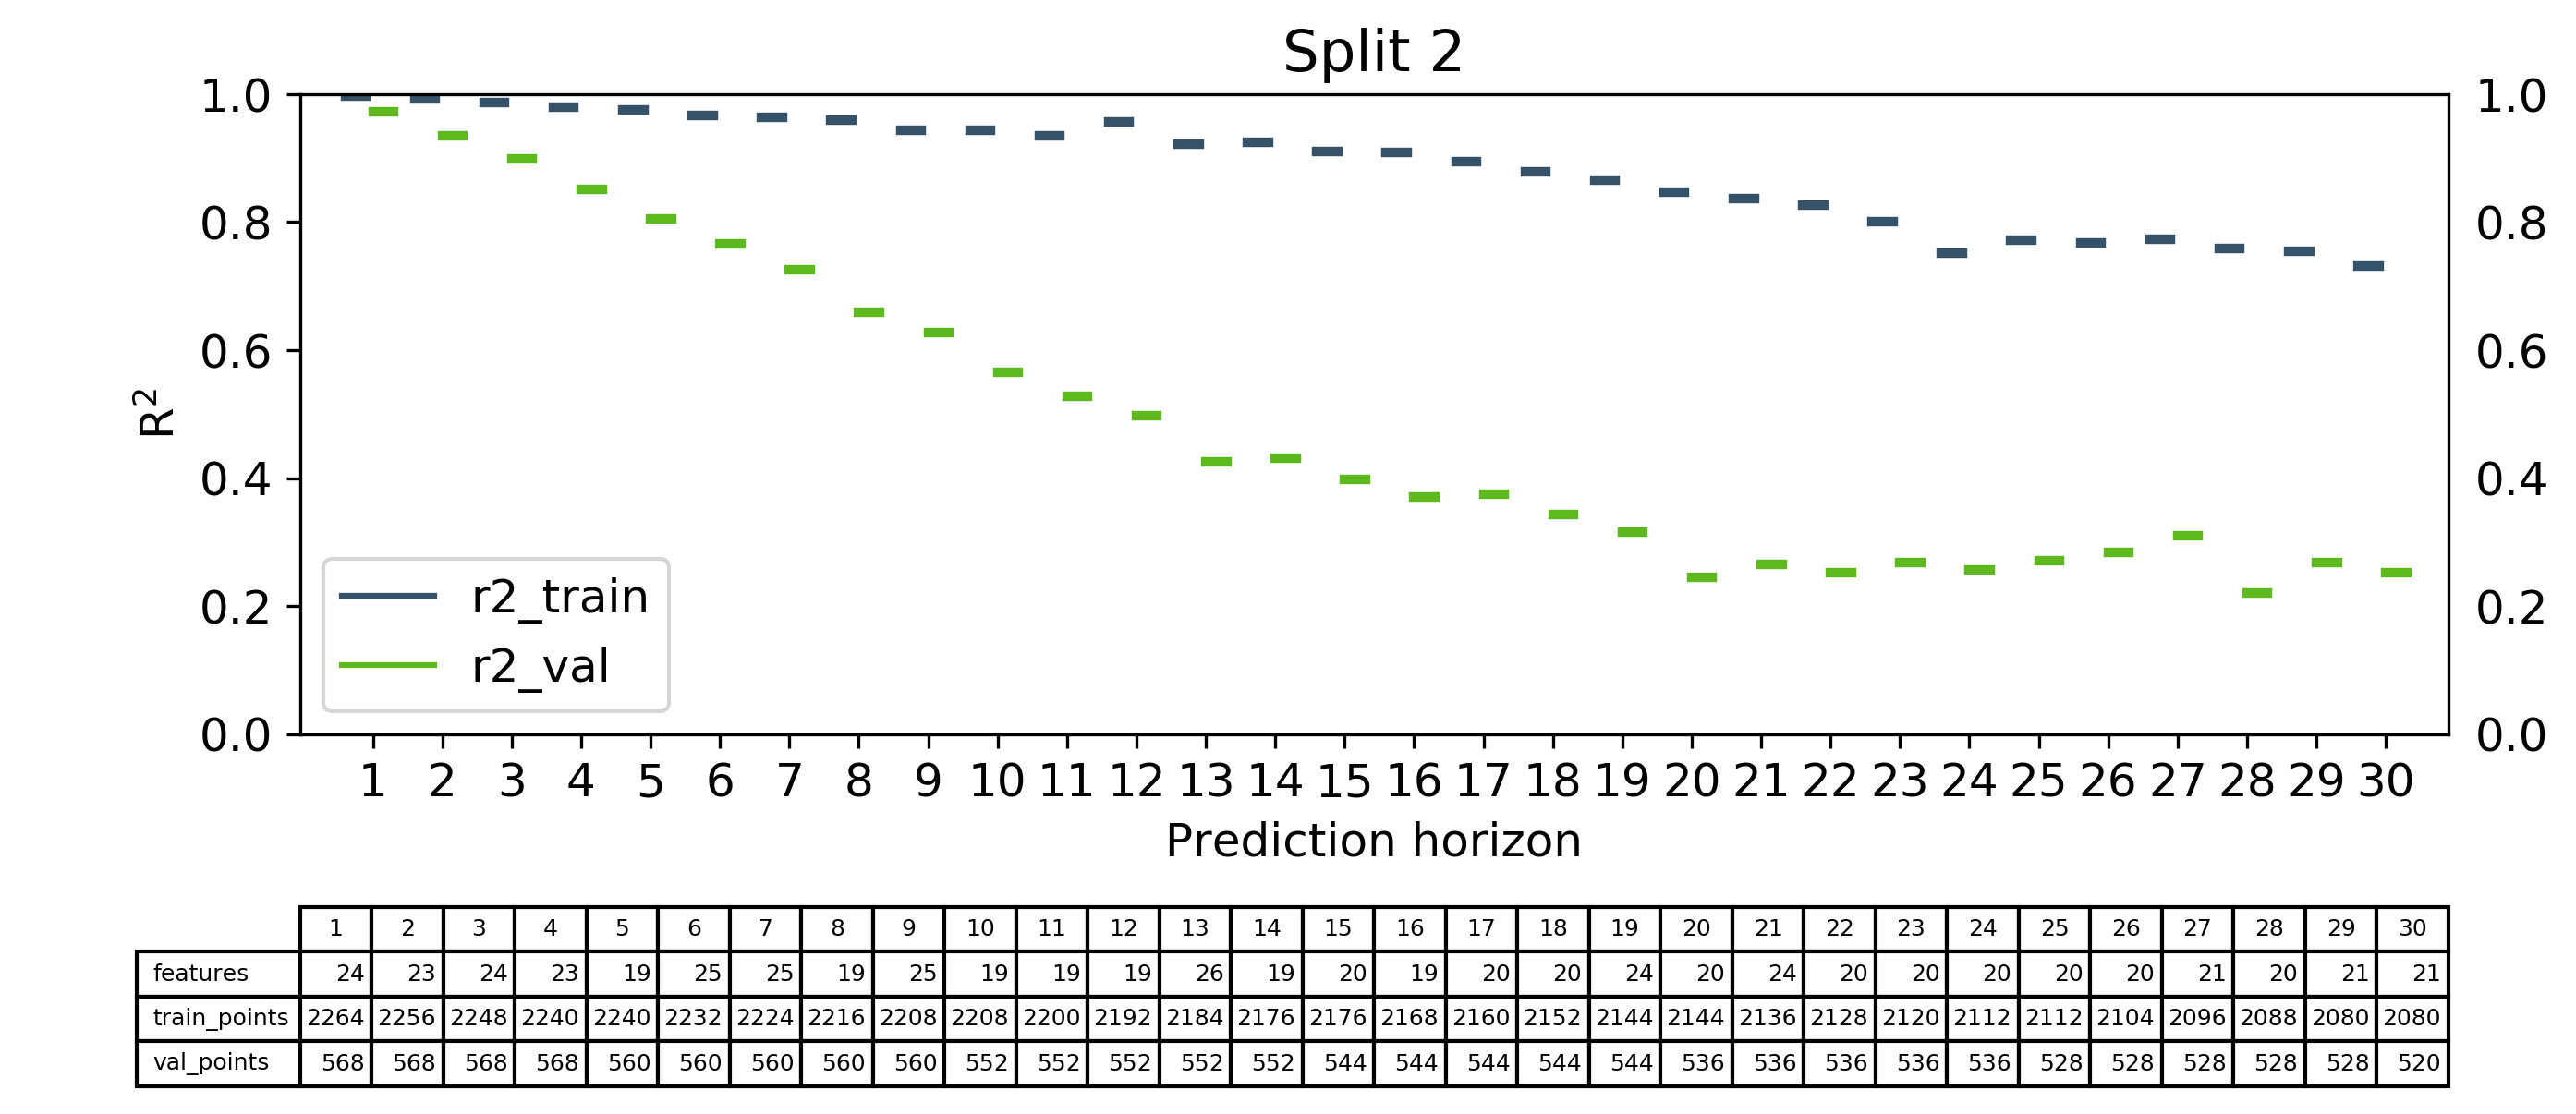 Split 2
1.0 1.0
0.8 0.8
0.6 0.6
0.4 0.4
0.2 0.2
0.0 0.0
R²
r2_train
r2_val
1 2 3 4 5 6 7 8 9 10 11 12 13 14 15 16 17 18 19 20 21 22 23 24 25 26 27 28 29 30
Prediction horizon
1 2 3 4 5 6 7 8 9 10 11 12 13 14 15 16 17 18 19 20 21 22 23 24 25 26 27 28 29 30
features 24 23 24 23 19 25 25 19 25 19 19 19 26 19 20 19 20 20 24 20 24 20 20 20 20 20 21 20 21 21
train_points 2264 2256 2248 2240 2240 2232 2224 2216 2208 2208 2200 2192 2184 2176 2176 2168 2160 2152 2144 2144 2136 2128 2120 2112 2112 2104 2096 2088 2080 2080
val_points 568 568 568 568 560 560 560 560 560 552 552 552 552 552 544 544 544 544 544 536 536 536 536 536 528 528 528 528 528 520